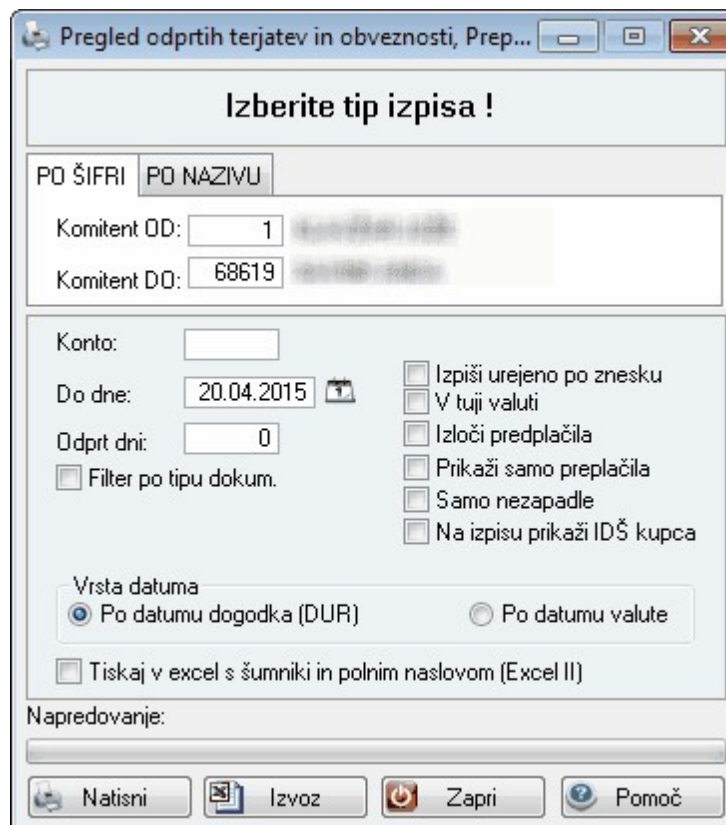 Pregled odprtih terjatev in obveznosti, Prep...
Izberite tip izpisa !
PO ŠIFRI PO NAZIVU
Komitent OD: 1
Komitent DO: 68619
Konto:
Do dne: 20.04.2015
Odprt dni: 0
Filter po tipu dokum.
Izpiši urejeno po znesku
V tuji valuti
Izloči predplačila
Prikaži samo preplačila
Samo nezapadle
Na izpisu prikaži IDŠ kupca
Vrsta datuma
Po datumu dogodka (DUR) Po datumu valute
Tiskaj v excel s šumniki in polnim naslovom (Excel II)
Napredovanje:
Natisni Izvoz Zapri Pomoč